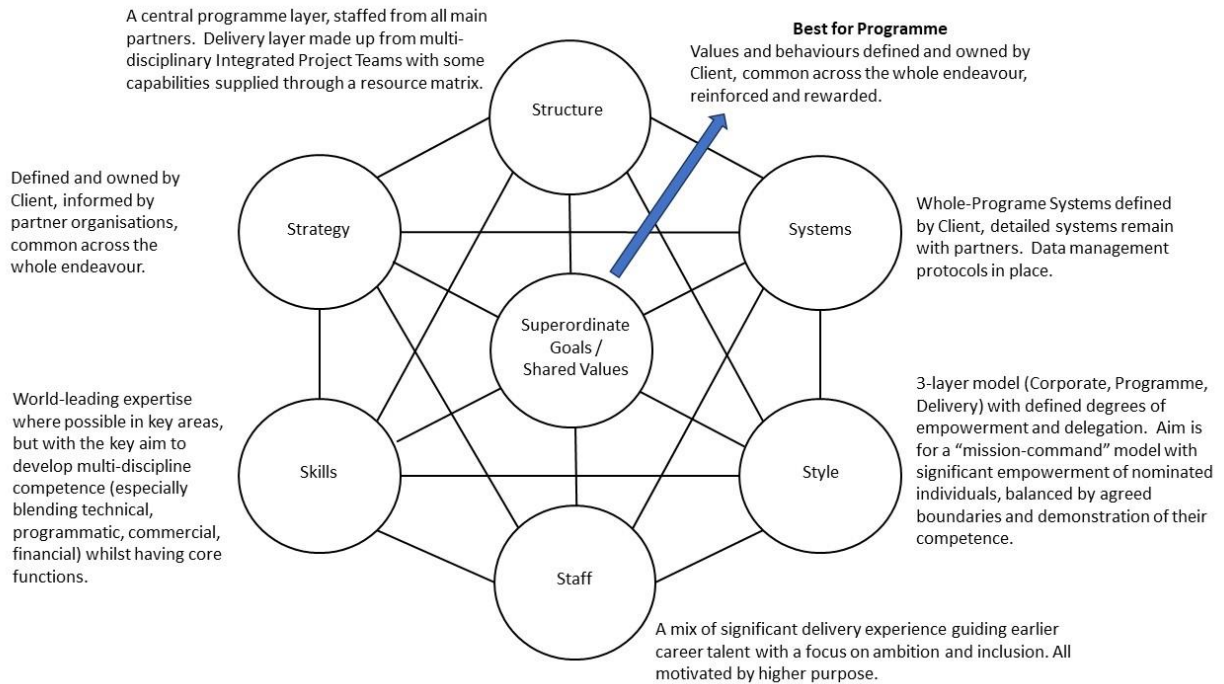 A central programme layer, staffed from all main
partners.  Delivery layer made up from multi-
disciplinary Integrated Project Teams with some
capabilities supplied through a resource matrix.
Best for Programme
Values and behaviours defined and owned by
Client, common across the whole endeavour,
reinforced and rewarded.
Structure
Defined and owned by
Client, informed by
partner organisations,
common across the
whole endeavour.
Strategy
Systems
Whole-Programe Systems defined
by Client, detailed systems remain
with partners.  Data management
protocols in place.
Superordinate
Goals /
Shared Values
World-leading expertise
where possible in key areas,
but with the key aim to
develop multi-discipline
competence (especially
blending technical,
programmatic, commercial,
financial) whilst having core
functions.
Skills
Style
3-layer model (Corporate, Programme,
Delivery) with defined degrees of
empowerment and delegation.  Aim is
for a “mission-command” model with
significant empowerment of nominated
individuals, balanced by agreed
boundaries and demonstration of their
competence.
Staff
A mix of significant delivery experience guiding earlier
career talent with a focus on ambition and inclusion. All
motivated by higher purpose.